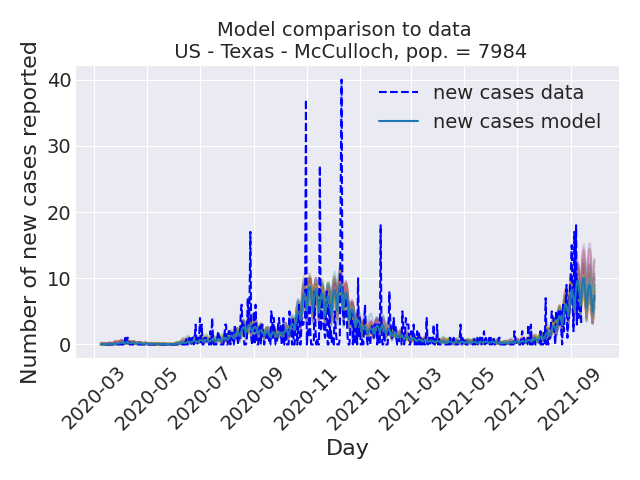 Model comparison to data
US - Texas - McCulloch, pop. = 7984
Number of new cases reported
40
30
20
10
0
new cases data
new cases model
2020-03
2020-05
2020-07
2020-09
2020-11
2021-01
2021-03
2021-05
2021-07
2021-09
Day